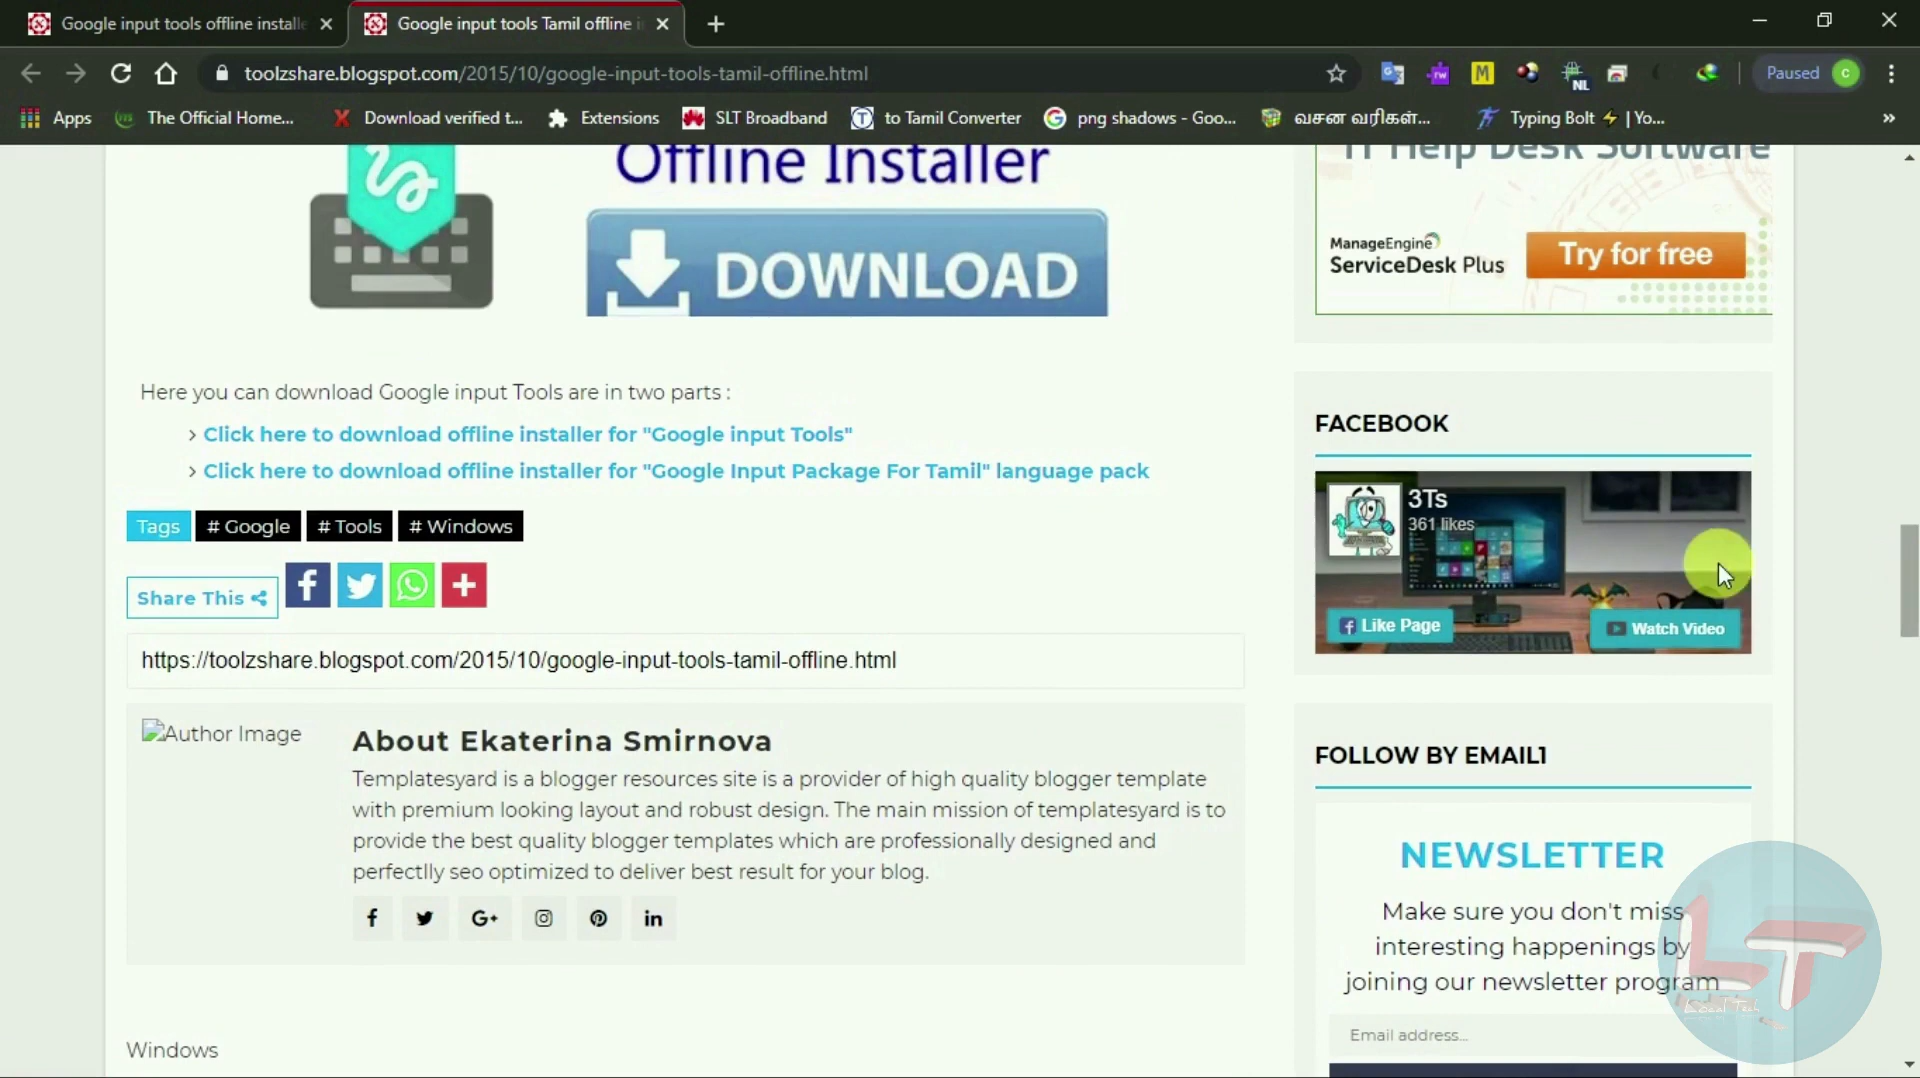 Google input tools offline installe
Google input tools Tamil offline i
toolzshare.blogspot.com/2015/10/google-input-tools-tamil-offline.html
M
NL
Paused
C
Apps
The Official Home...
Download verified t...
Extensions
SLT Broadband
to Tamil Converter
png shadows - Goo...
வசன வரிகள்...
Typing Bolt ⚡ | Yo...
»
Offline Installer
DOWNLOAD
IT Help Desk Software
ManageEngine
ServiceDesk Plus
Try for free
Here you can download Google input Tools are in two parts :
Click here to download offline installer for "Google input Tools"
Click here to download offline installer for "Google Input Package For Tamil" language pack
Tags
# Google
# Tools
# Windows
Share This
https://toolzshare.blogspot.com/2015/10/google-input-tools-tamil-offline.html
Author Image
About Ekaterina Smirnova
Templatesyard is a blogger resources site is a provider of high quality blogger template
with premium looking layout and robust design. The main mission of templatesyard is to
provide the best quality blogger templates which are professionally designed and
perfectlly seo optimized to deliver best result for your blog.
Windows
FACEBOOK
3Ts
361 likes
Like Page
Watch Video
FOLLOW BY EMAIL1
NEWSLETTER
Make sure you don't miss
interesting happenings by
joining our newsletter program
Email address...
LT